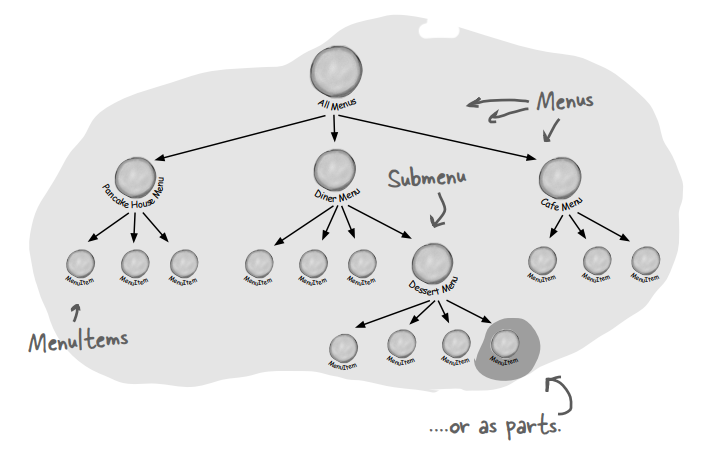 All Menus
Menus
Pancake House Menu
Diner Menu
Submenu
Cafe Menu
MenuItem
MenuItem
MenuItem
MenuItem
MenuItem
MenuItem
Dessert Menu
MenuItem
MenuItem
MenuItem
MenuItems
MenuItem
MenuItem
MenuItem
MenuItem
....or as parts.